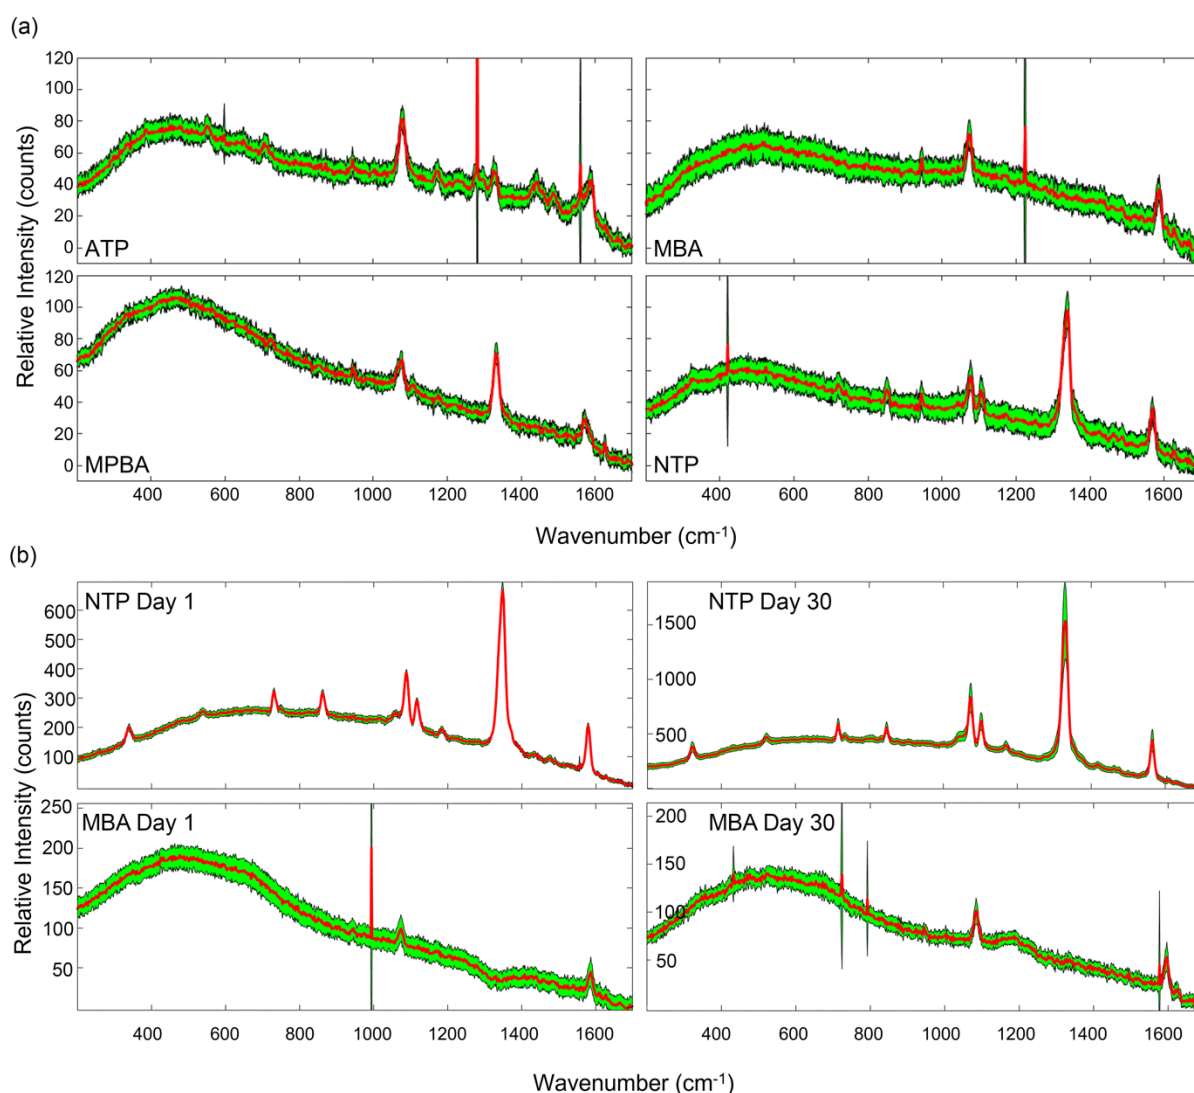 (a)
120
100
80
60
40
20
0
Relative Intensity (counts)
ATP
MBA
120
100
80
60
40
20
0
MPBA
NTP
400 600 800 1000 1200 1400 1600
400 600 800 1000 1200 1400 1600
Wavenumber (cm-1)
(b)
NTP Day 1
600
500
400
300
200
100
Relative Intensity (counts)
NTP Day 30
1500
1000
500
MBA Day 1
250
200
150
100
50
MBA Day 30
200
150
100
50
400 600 800 1000 1200 1400 1600
400 600 800 1000 1200 1400 1600
Wavenumber (cm-1)